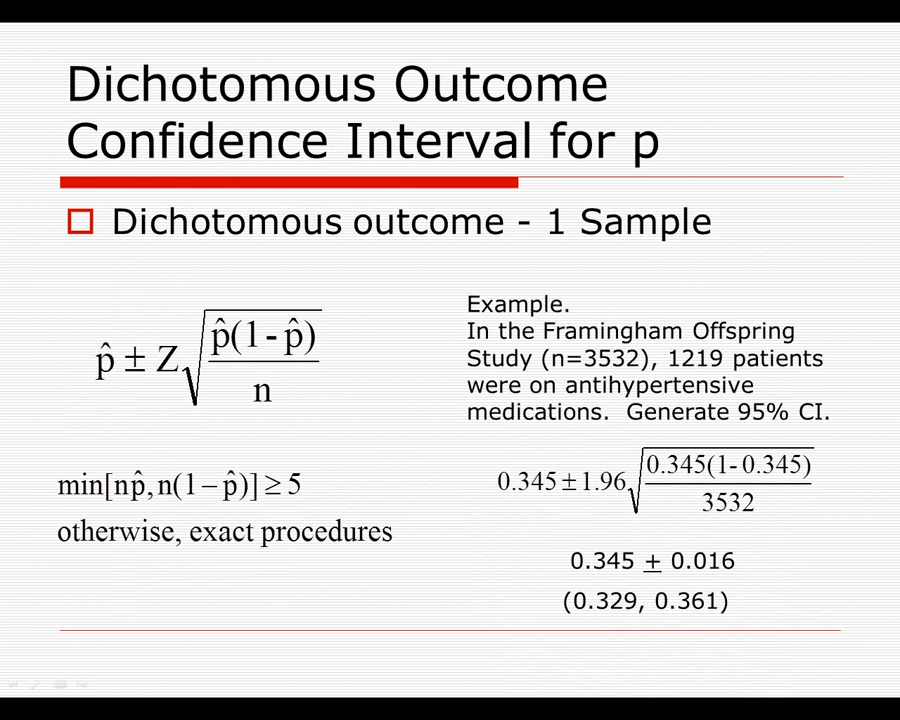 Dichotomous Outcome
Confidence Interval for p
Dichotomous outcome - 1 Sample
p̂ ± Z√(p̂(1-p̂)/n)
min[np̂, n(1–p̂)] ≥ 5
otherwise, exact procedures
Example.
In the Framingham Offspring
Study (n=3532), 1219 patients
were on antihypertensive
medications.  Generate 95% CI.
0.345 ± 1.96√(0.345(1-0.345)/3532)
0.345 ± 0.016
(0.329, 0.361)